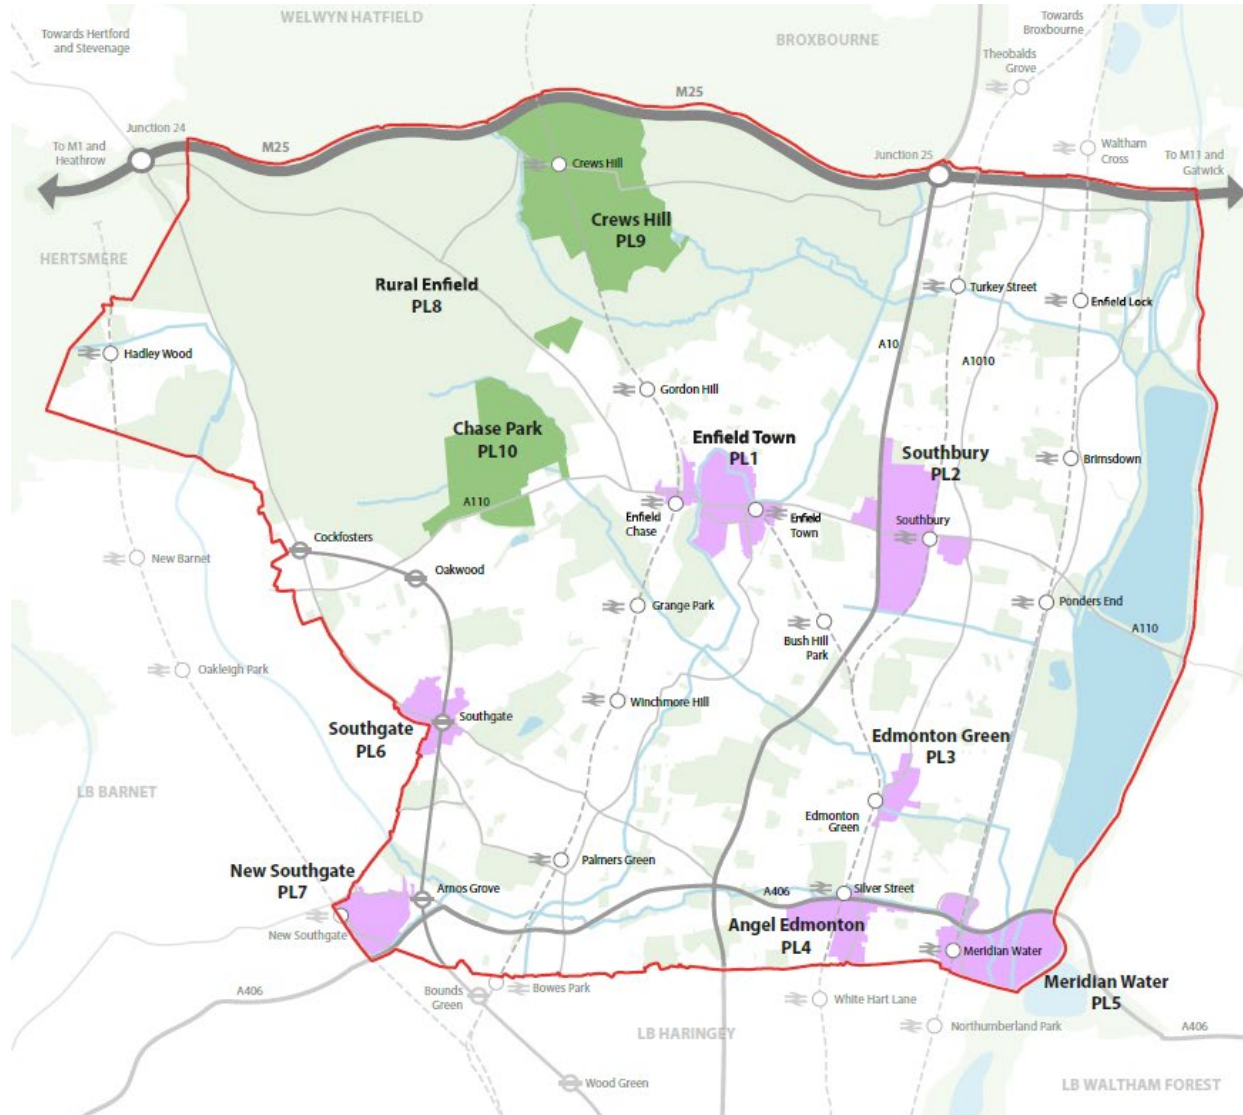 WELWYN HATFIELD
Towards Hertford
and Stevenage
BROXBOURNE
Towards
Broxbourne
Theobalds
Grove
M25
M25
Junction 24
To M1 and
Heathrow
Junction 25
Waltham
Cross
To M11 and
Gatwick
Crews Hill
Crews Hill
PL9
HERTSMERE
Rural Enfield
PL8
Turkey Street
Enfield Lock
Hadley Wood
A10
A1010
Gordon Hill
Chase Park
PL10
Enfield Town
PL1
Southbury
PL2
Brimsdown
A110
Enfield
Chase
Enfield
Town
Southbury
Cockfosters
New Barnet
Oakwood
Grange Park
Bush Hill
Park
Ponders End
A110
Oakleigh Park
Winchmore Hill
Southgate
PL6
Southgate
Edmonton Green
PL3
LB BARNET
Edmonton
Green
Palmers Green
New Southgate
PL7
Arnos Grove
A406
Silver Street
New Southgate
Angel Edmonton
PL4
Meridian Water
Meridian Water
PL5
A406
Bounds
Green
Bowes Park
White Hart Lane
Northumberland Park
A406
LB HARINGEY
Wood Green
LB WALTHAM FOREST